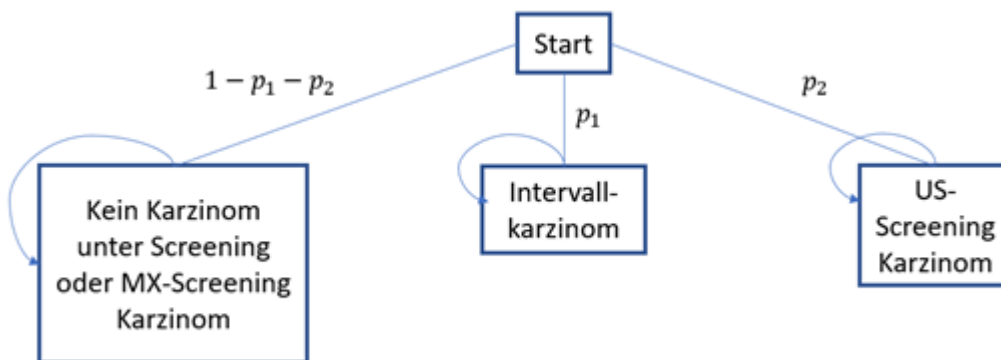 Start
1 − p₁ − p₂
p₂
p₁
Kein Karzinom
unter Screening
oder MX-Screening
Karzinom
Intervall-
karzinom
US-
Screening
Karzinom